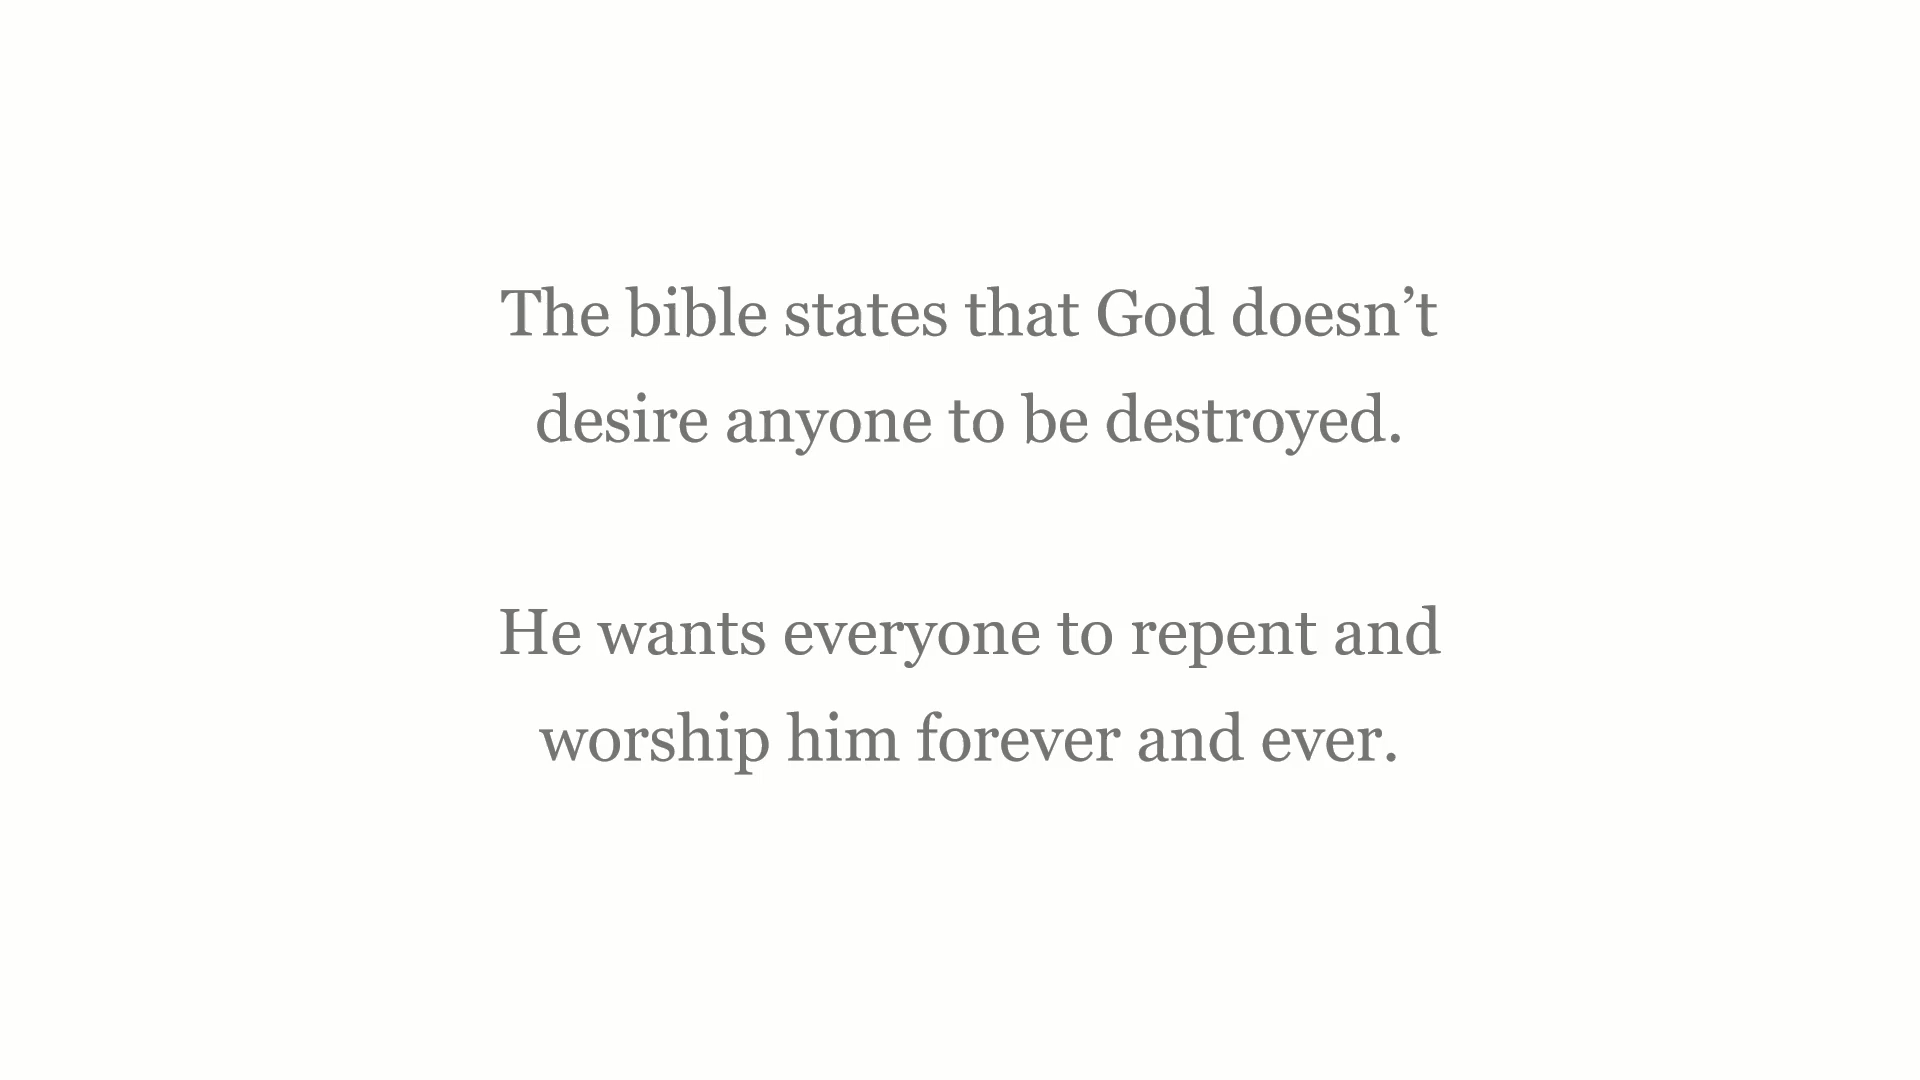 The bible states that God doesn’t
desire anyone to be destroyed.
He wants everyone to repent and
worship him forever and ever.